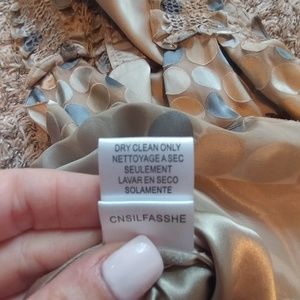 DRY CLEAN ONLY
NETTOYAGE A SEC
SEULEMENT
LAVAR EN SECO
SOLAMENTE
CNSILFASSHE